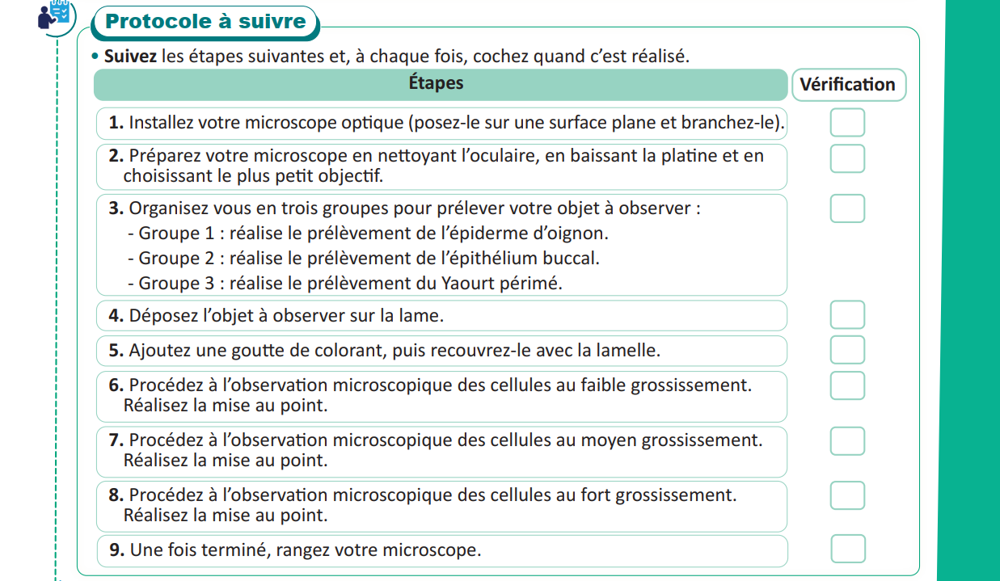 Protocole à suivre
• Suivez les étapes suivantes et, à chaque fois, cochez quand c’est réalisé.
Étapes
Vérification
1. Installez votre microscope optique (posez-le sur une surface plane et branchez-le).
2. Préparez votre microscope en nettoyant l’oculaire, en baissant la platine et en
choisissant le plus petit objectif.
3. Organisez vous en trois groupes pour prélever votre objet à observer :
- Groupe 1 : réalise le prélèvement de l’épiderme d’oignon.
- Groupe 2 : réalise le prélèvement de l’épithélium buccal.
- Groupe 3 : réalise le prélèvement du Yaourt périmé.
4. Déposez l’objet à observer sur la lame.
5. Ajoutez une goutte de colorant, puis recouvrez-le avec la lamelle.
6. Procédez à l’observation microscopique des cellules au faible grossissement.
Réalisez la mise au point.
7. Procédez à l’observation microscopique des cellules au moyen grossissement.
Réalisez la mise au point.
8. Procédez à l’observation microscopique des cellules au fort grossissement.
Réalisez la mise au point.
9. Une fois terminé, rangez votre microscope.